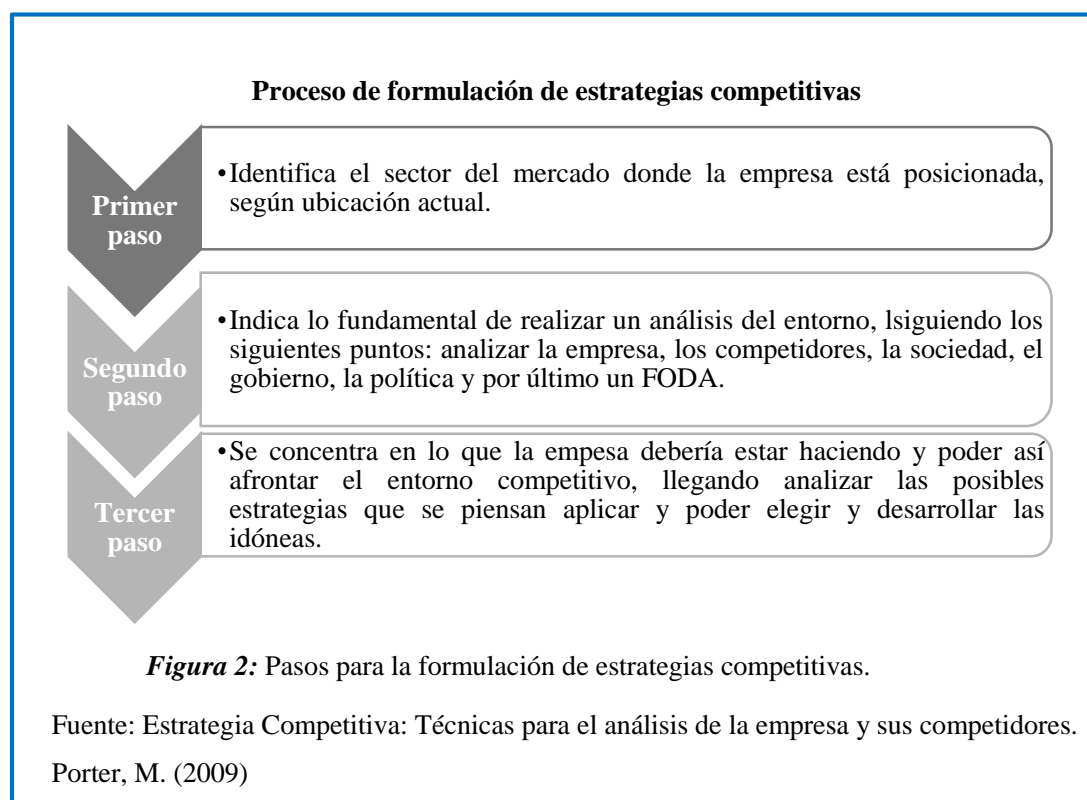 Proceso de formulación de estrategias competitivas
Primer
paso
•Identifica el sector del mercado donde la empresa está posicionada,
según ubicación actual.
Segundo
paso
•Indica lo fundamental de realizar un análisis del entorno, lsiguiendo los
siguientes puntos: analizar la empresa, los competidores, la sociedad, el
gobierno, la política y por último un FODA.
Tercer
paso
•Se concentra en lo que la empesa debería estar haciendo y poder así
afrontar el entorno competitivo, llegando analizar las posibles
estrategias que se piensan aplicar y poder elegir y desarrollar las
idóneas.
Figura 2: Pasos para la formulación de estrategias competitivas.
Fuente: Estrategia Competitiva: Técnicas para el análisis de la empresa y sus competidores.
Porter, M. (2009)